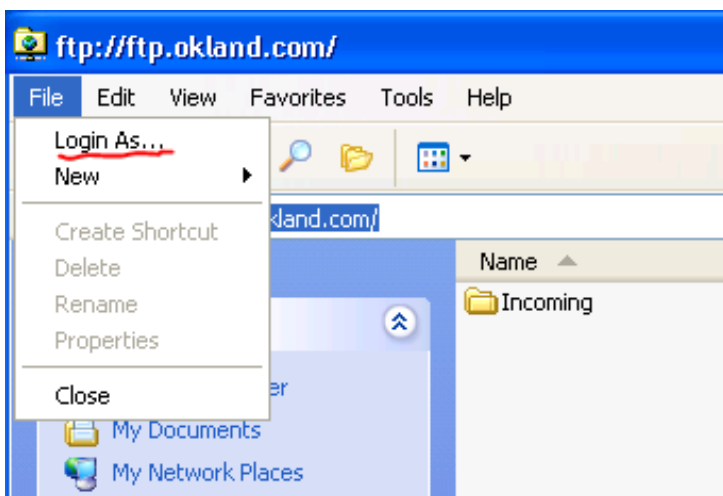 ftp://ftp.okland.com/
File Edit View Favorites Tools Help
Login As...
New
Create Shortcut
Delete
Rename
Properties
Close
kland.com/
Name
Incoming
er
My Documents
My Network Places